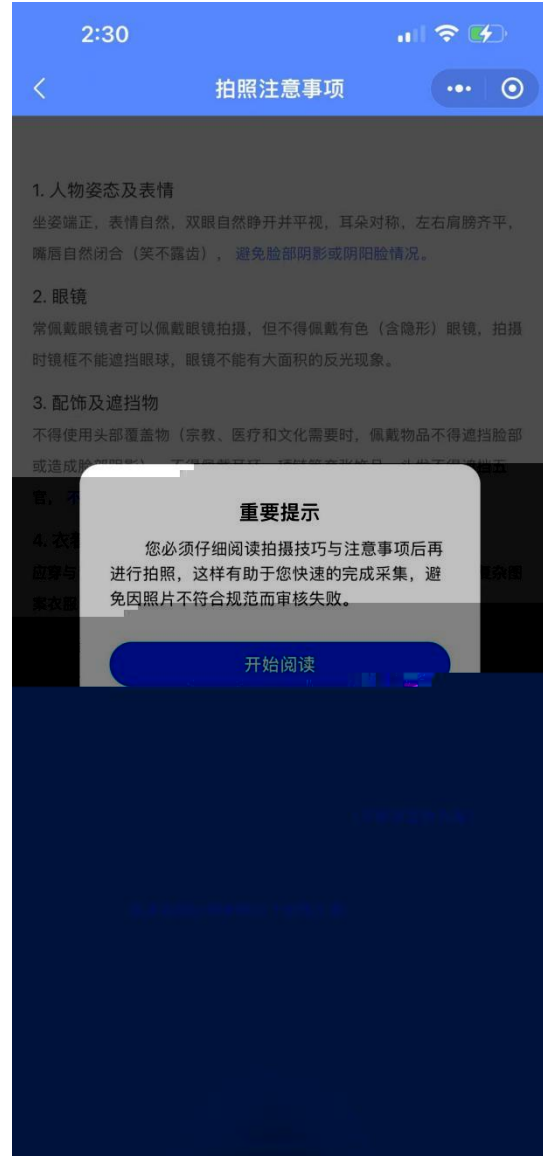 2:30
拍照注意事项
1. 人物姿态及表情
坐姿端正，表情自然，双眼自然睁开并平视，耳朵对称，左右肩膀齐平，
嘴唇自然闭合（笑不露齿），避免脸部阴影或阴阳脸情况。
2. 眼镜
常佩戴眼镜者可以佩戴眼镜拍摄，但不得佩戴有色（含隐形）眼镜，拍摄
时镜框不能遮挡眼球，眼镜不能有大面积的反光现象。
3. 配饰及遮挡物
不得使用头部覆盖物（宗教、医疗和文化需要时，佩戴物品不得遮挡脸部
或造成
官，不
4. 衣
重要提示
您必须仔细阅读拍摄技巧与注意事项后再
进行拍照，这样有助于您快速的完成采集，避
免因照片不符合规范而审核失败。
开始阅读